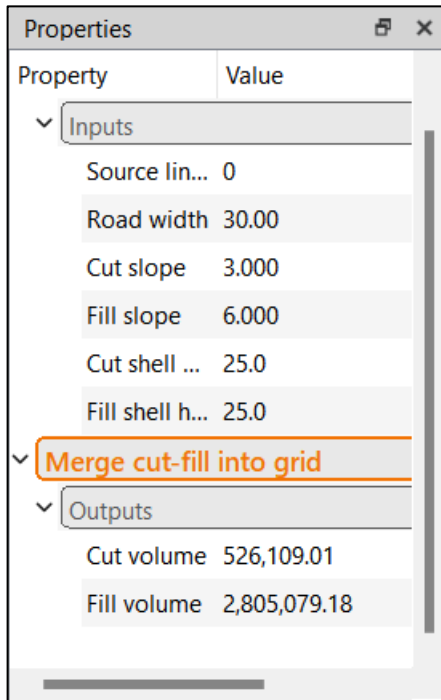 Properties
Property Value
Inputs
Source lin... 0
Road width 30.00
Cut slope 3.000
Fill slope 6.000
Cut shell ... 25.0
Fill shell h... 25.0
Merge cut-fill into grid
Outputs
Cut volume 526,109.01
Fill volume 2,805,079.18